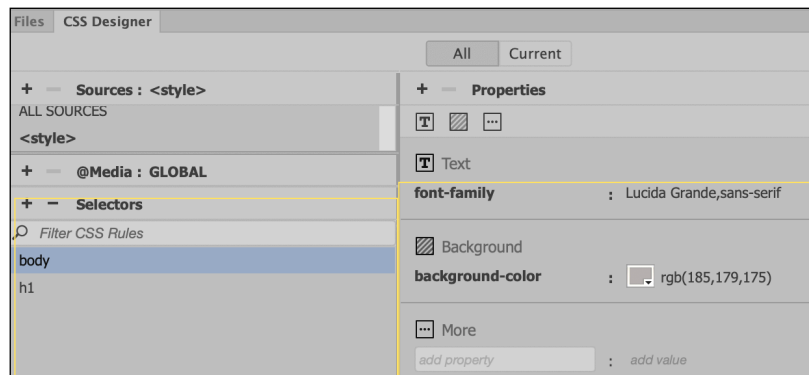 Files CSS Designer
All Current
+ − Sources : <style>
ALL SOURCES
<style>
+ − @Media : GLOBAL
+ − Selectors
Filter CSS Rules
body
h1
+ − Properties
T
T Text
font-family : Lucida Grande,sans-serif
Background
background-color : rgb(185,179,175)
More
add property : add value